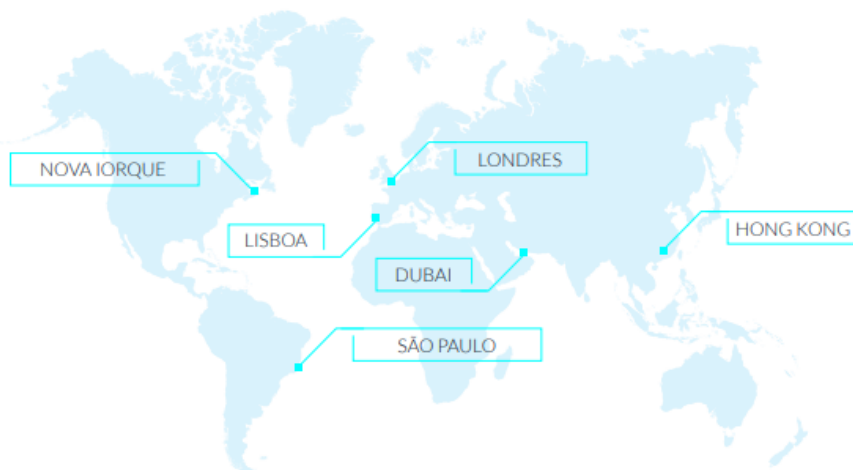 NOVA IORQUE
LONDRES
LISBOA
HONG KONG
DUBAI
SÃO PAULO